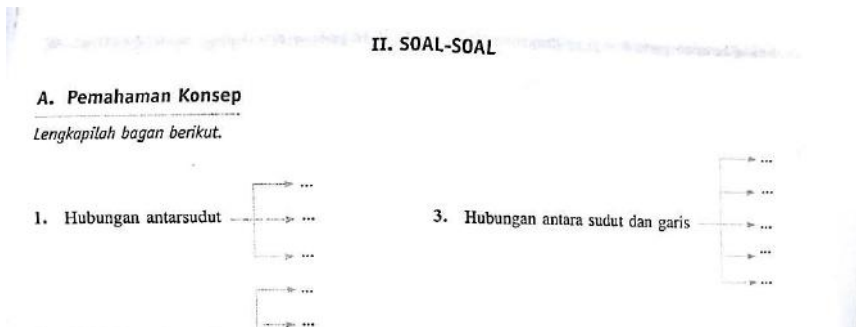 II. SOAL-SOAL
A. Pemahaman Konsep
Lengkapilah bagan berikut.
...
...
1. Hubungan antarsudut ...
...
...
...
3. Hubungan antara sudut dan garis ...
...
...
...
...